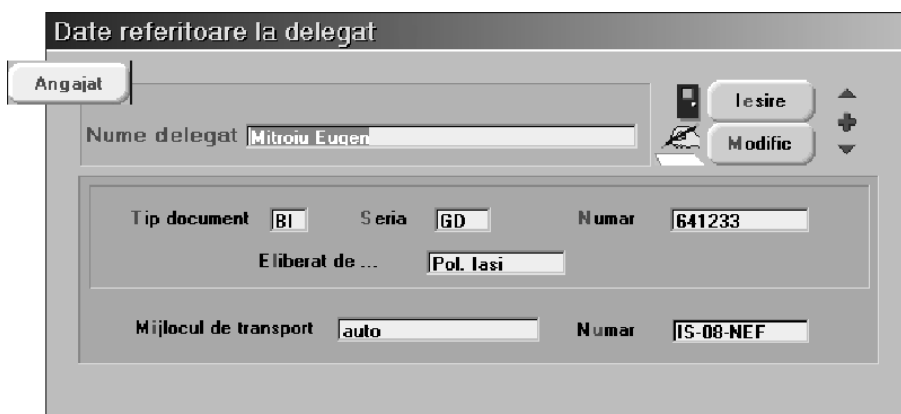 Date referitoare la delegat
Angajat
Iesire
Nume delegat Mitroiu Eugen
Modific
Tip document BI Seria GD Numar 641233
Eliberat de ... Pol. Iasi
Mijlocul de transport auto Numar IS-08-NEF